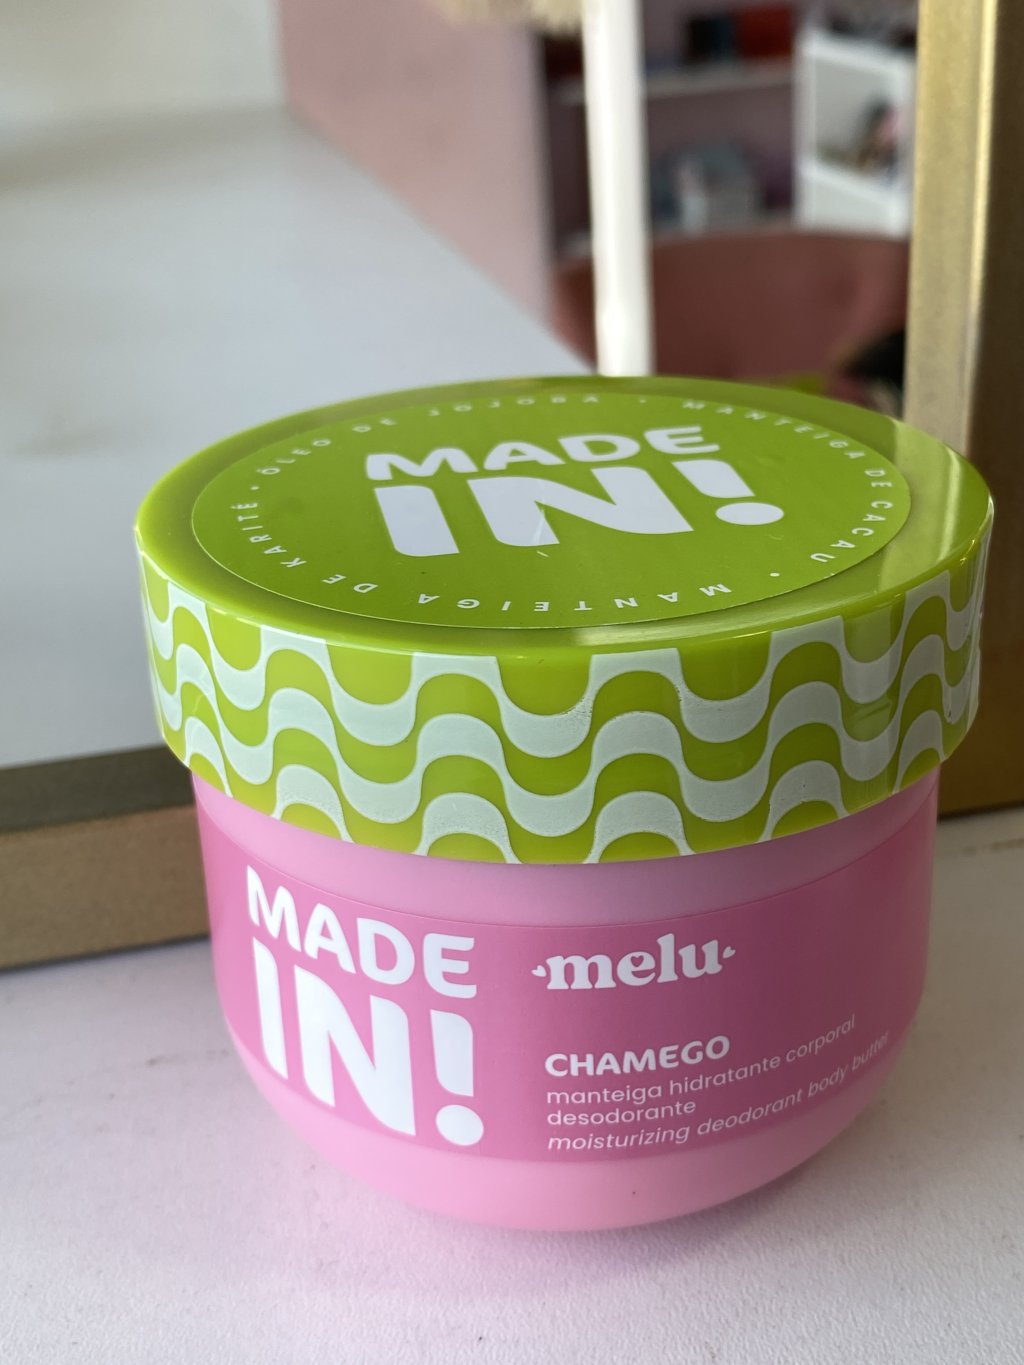 MADE
IN!
ÓLEO DE JOJOBA • MANTEIGA DE CACAU • MANTEIGA DE KARITÉ •
MADE
IN!
melu
CHAMEGO
manteiga hidratante corporal
desodorante
moisturizing deodorant body butter